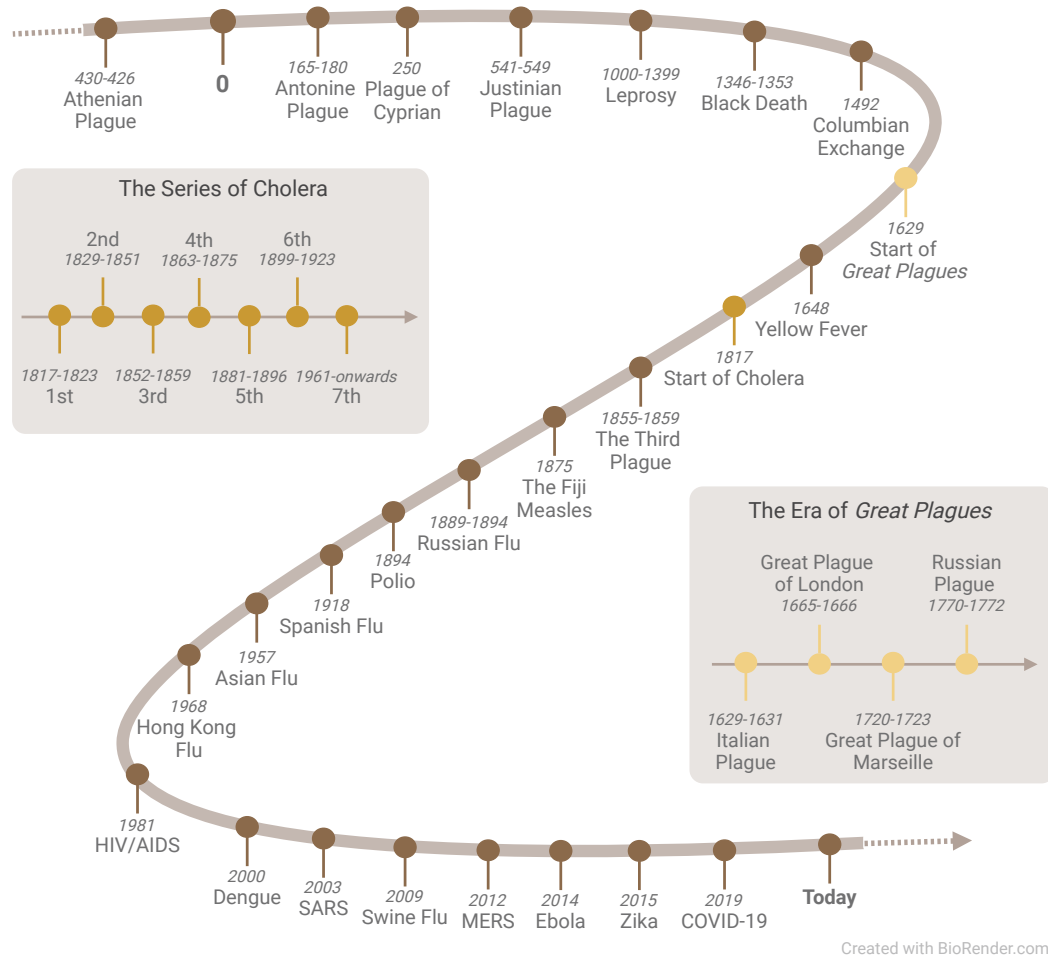 430-426
Athenian
Plague
0
165-180
Antonine
Plague
250
Plague of
Cyprian
541-549
Justinian
Plague
1000-1399
Leprosy
1346-1353
Black Death
1492
Columbian
Exchange
1629
Start of
Great Plagues
1648
Yellow Fever
1817
Start of Cholera
1855-1859
The Third
Plague
1875
The Fiji
Measles
1889-1894
Russian Flu
1894
Polio
1918
Spanish Flu
1957
Asian Flu
1968
Hong Kong
Flu
1981
HIV/AIDS
2000
Dengue
2003
SARS
2009
Swine Flu
2012
MERS
2014
Ebola
2015
Zika
2019
COVID-19
Today
The Series of Cholera
1817-1823
1st
2nd
1829-1851
1852-1859
3rd
4th
1863-1875
1881-1896
5th
6th
1899-1923
1961-onwards
7th
The Era of Great Plagues
1629-1631
Italian
Plague
Great Plague
of London
1665-1666
1720-1723
Great Plague of
Marseille
Russian
Plague
1770-1772
Created with BioRender.com